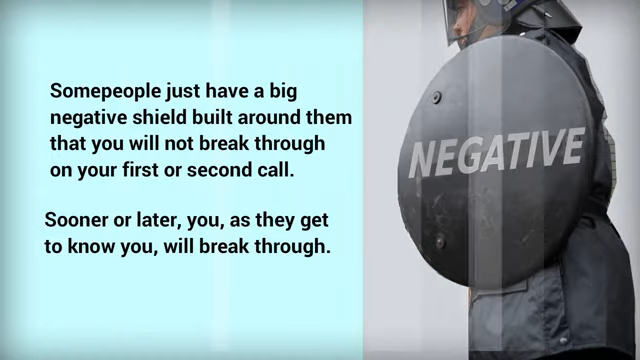 Somepeople just have a big
negative shield built around them
that you will not break through
on your first or second call.
Sooner or later, you, as they get
to know you, will break through.
NEGATIVE